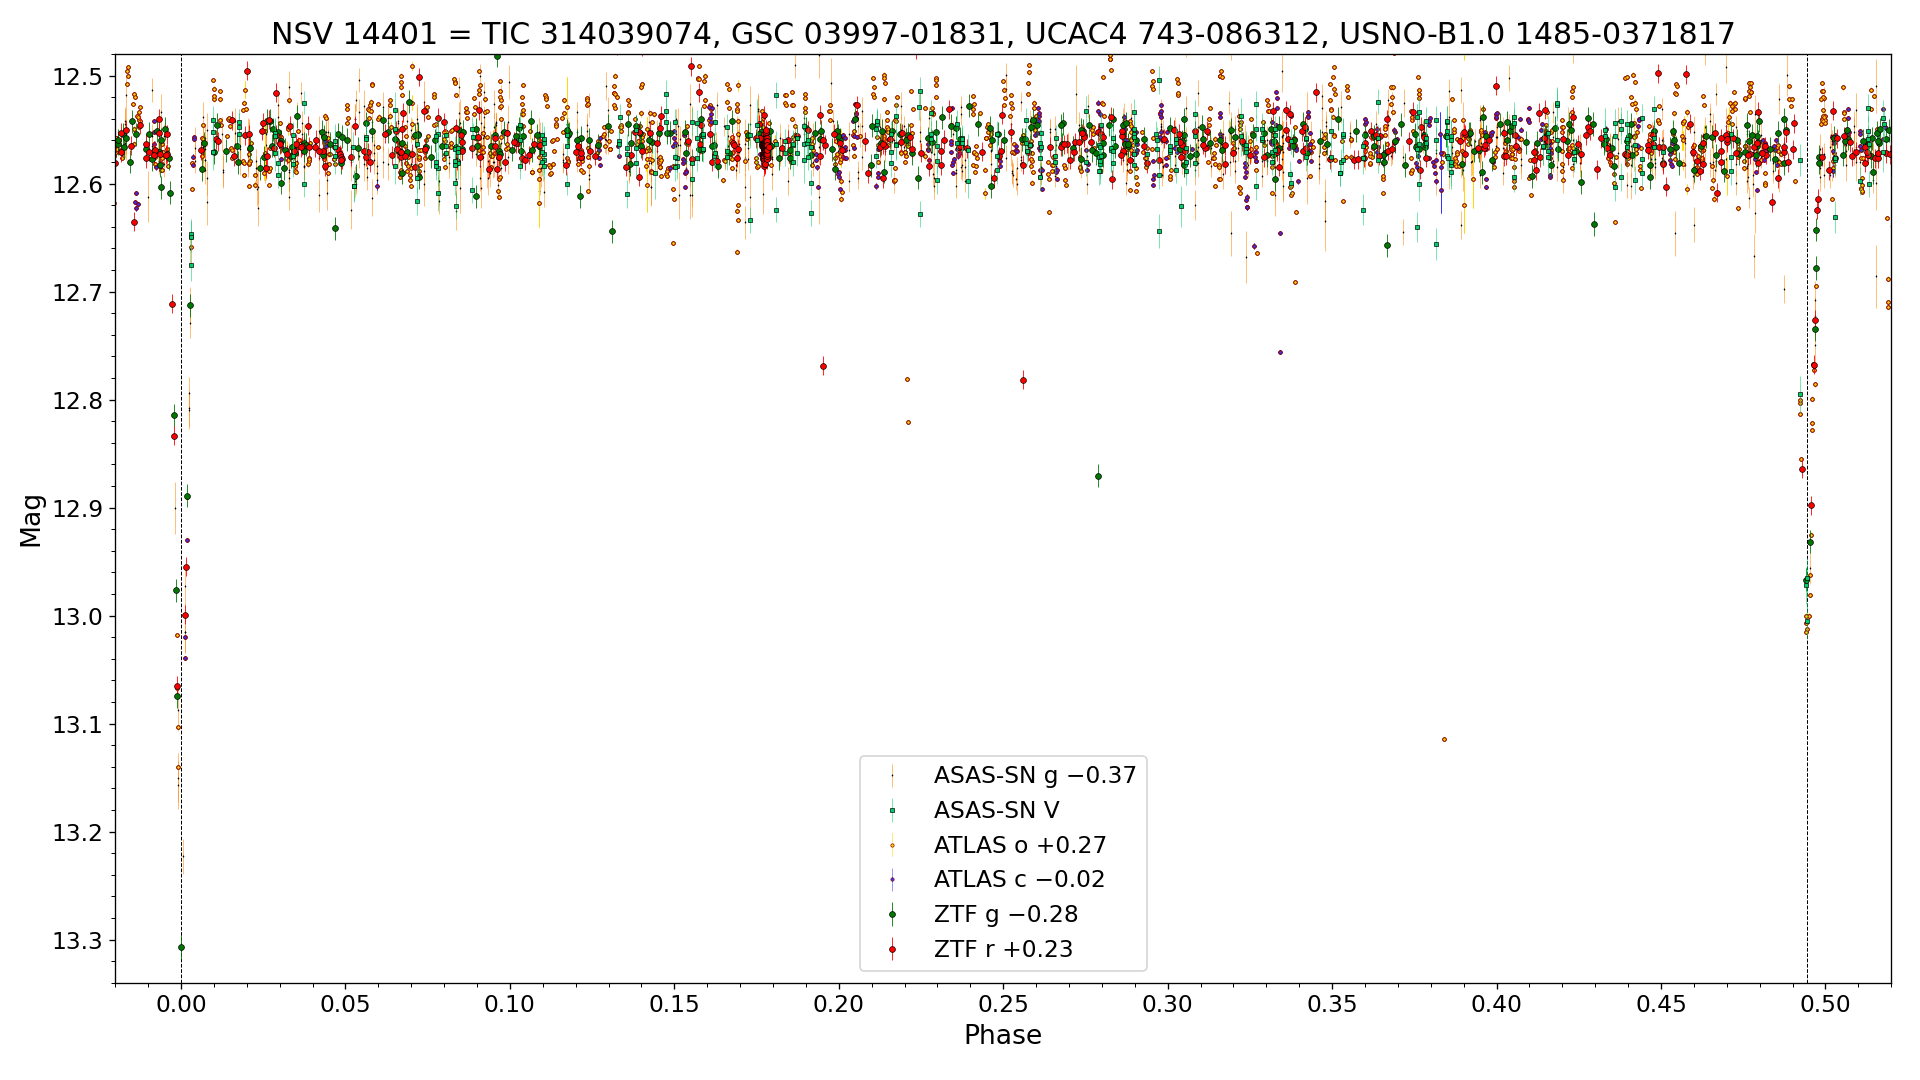 NSV 14401 = TIC 314039074, GSC 03997-01831, UCAC4 743-086312, USNO-B1.0 1485-0371817
12.5
12.6
12.7
12.8
12.9
13.0
13.1
13.2
13.3
Mag
ASAS-SN g −0.37
ASAS-SN V
ATLAS o +0.27
ATLAS c −0.02
ZTF g −0.28
ZTF r +0.23
0.00 0.05 0.10 0.15 0.20 0.25 0.30 0.35 0.40 0.45 0.50
Phase